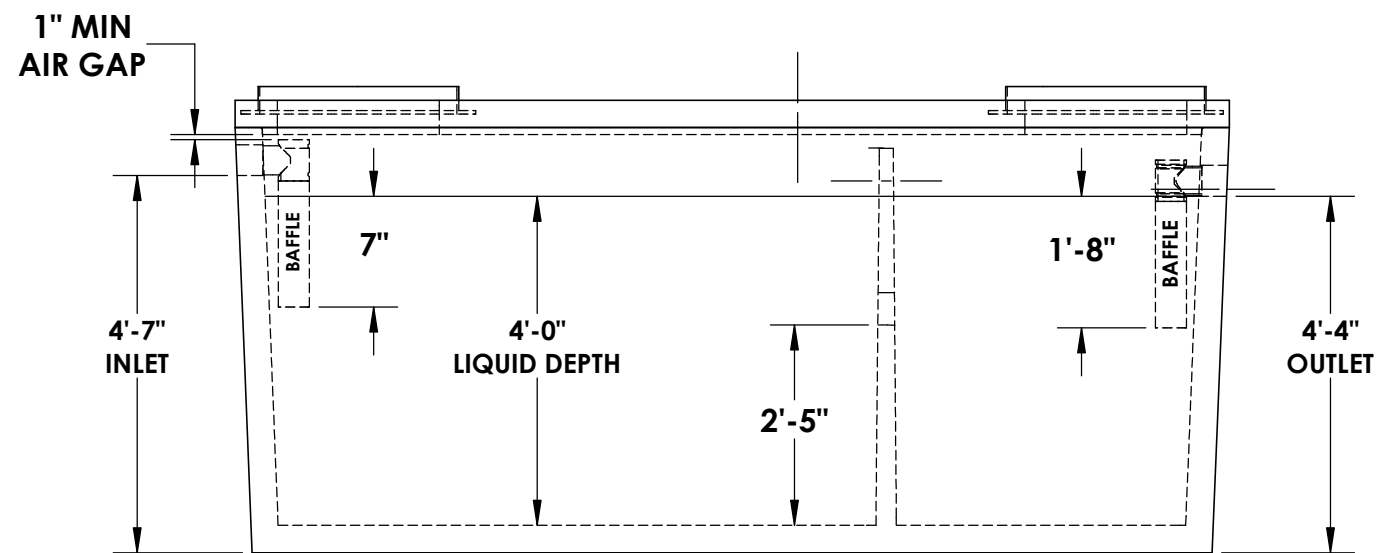 1" MIN
AIR GAP
BAFFLE
7"
1'-8"
BAFFLE
4'-7"
INLET
4'-0"
LIQUID DEPTH
4'-4"
OUTLET
2'-5"